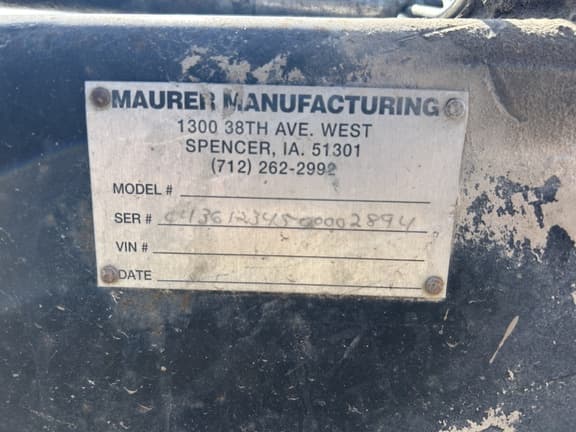 MAURER MANUFACTURING
1300 38TH AVE. WEST
SPENCER, IA. 51301
(712) 262-2992
MODEL #
SER #
VIN #
DATE